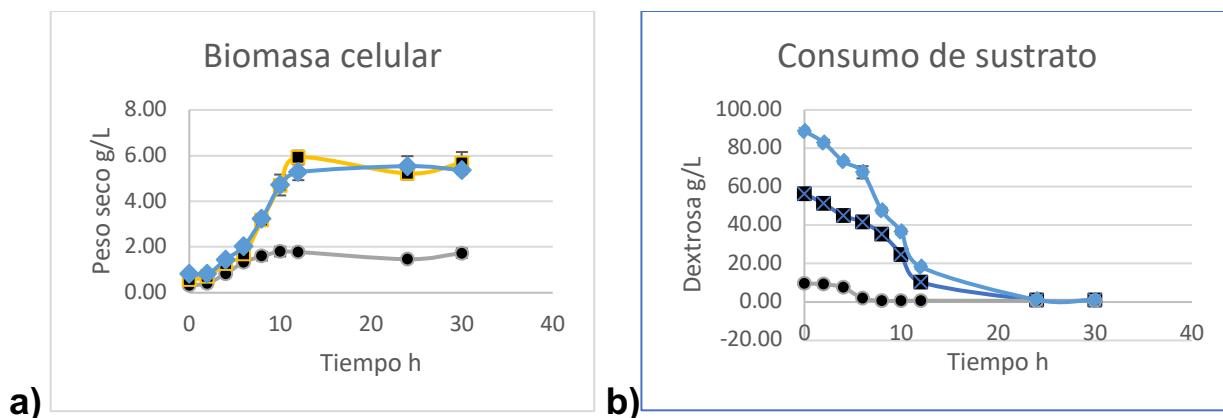 Biomasa celular
8.00
6.00
4.00
2.00
0.00
Peso seco g/L
0 10 20 30 40
Tiempo h
a)
Consumo de sustrato
100.00
80.00
60.00
40.00
20.00
0.00
-20.00
Dextrosa g/L
0 10 20 30 40
Tiempo h
b)